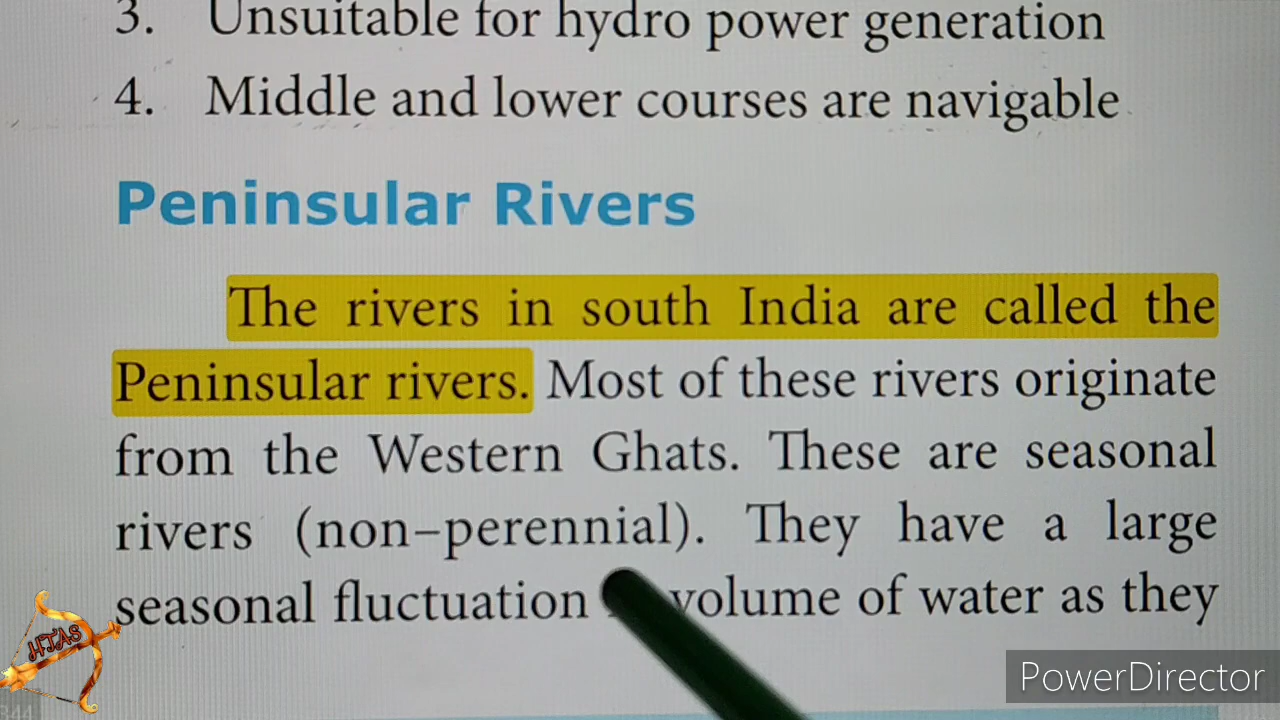 3. Unsuitable for hydro power generation
4. Middle and lower courses are navigable
Peninsular Rivers
The rivers in south India are called the
Peninsular rivers. Most of these rivers originate
from the Western Ghats. These are seasonal
rivers (non–perennial). They have a large
seasonal fluctuation volume of water as they
HTAS
PowerDirector
344